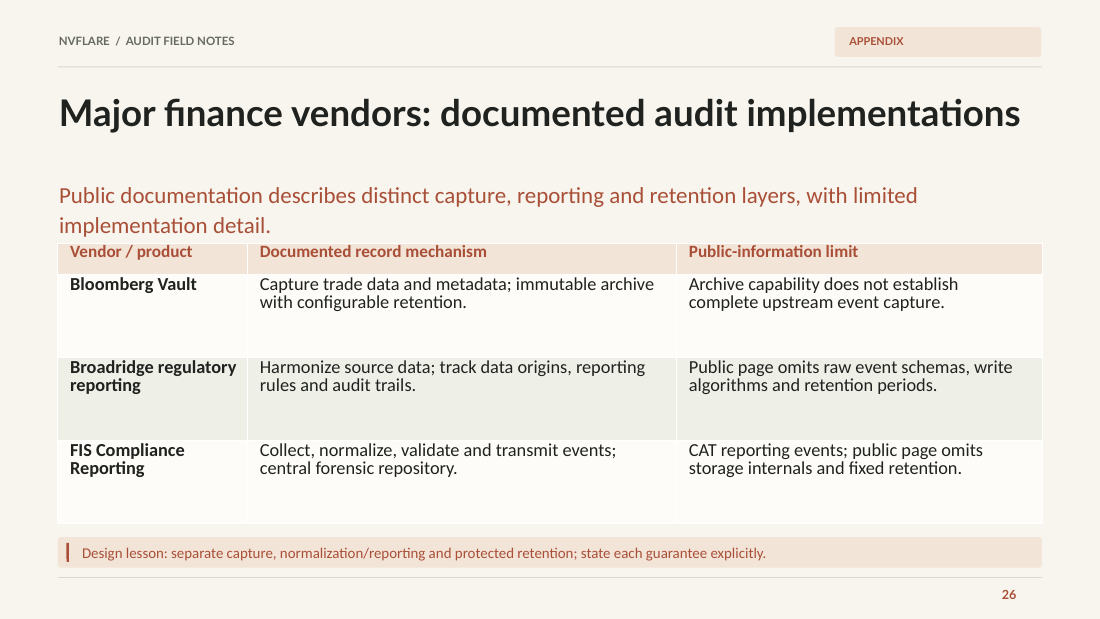 NVFLARE / AUDIT FIELD NOTES
APPENDIX
Major finance vendors: documented audit implementations
Public documentation describes distinct capture, reporting and retention layers, with limited
implementation detail.
Vendor / product
Documented record mechanism
Public-information limit
Bloomberg Vault
Capture trade data and metadata; immutable archive
with configurable retention.
Archive capability does not establish
complete upstream event capture.
Broadridge regulatory
reporting
Harmonize source data; track data origins, reporting
rules and audit trails.
Public page omits raw event schemas, write
algorithms and retention periods.
FIS Compliance
Reporting
Collect, normalize, validate and transmit events;
central forensic repository.
CAT reporting events; public page omits
storage internals and fixed retention.
Design lesson: separate capture, normalization/reporting and protected retention; state each guarantee explicitly.
26